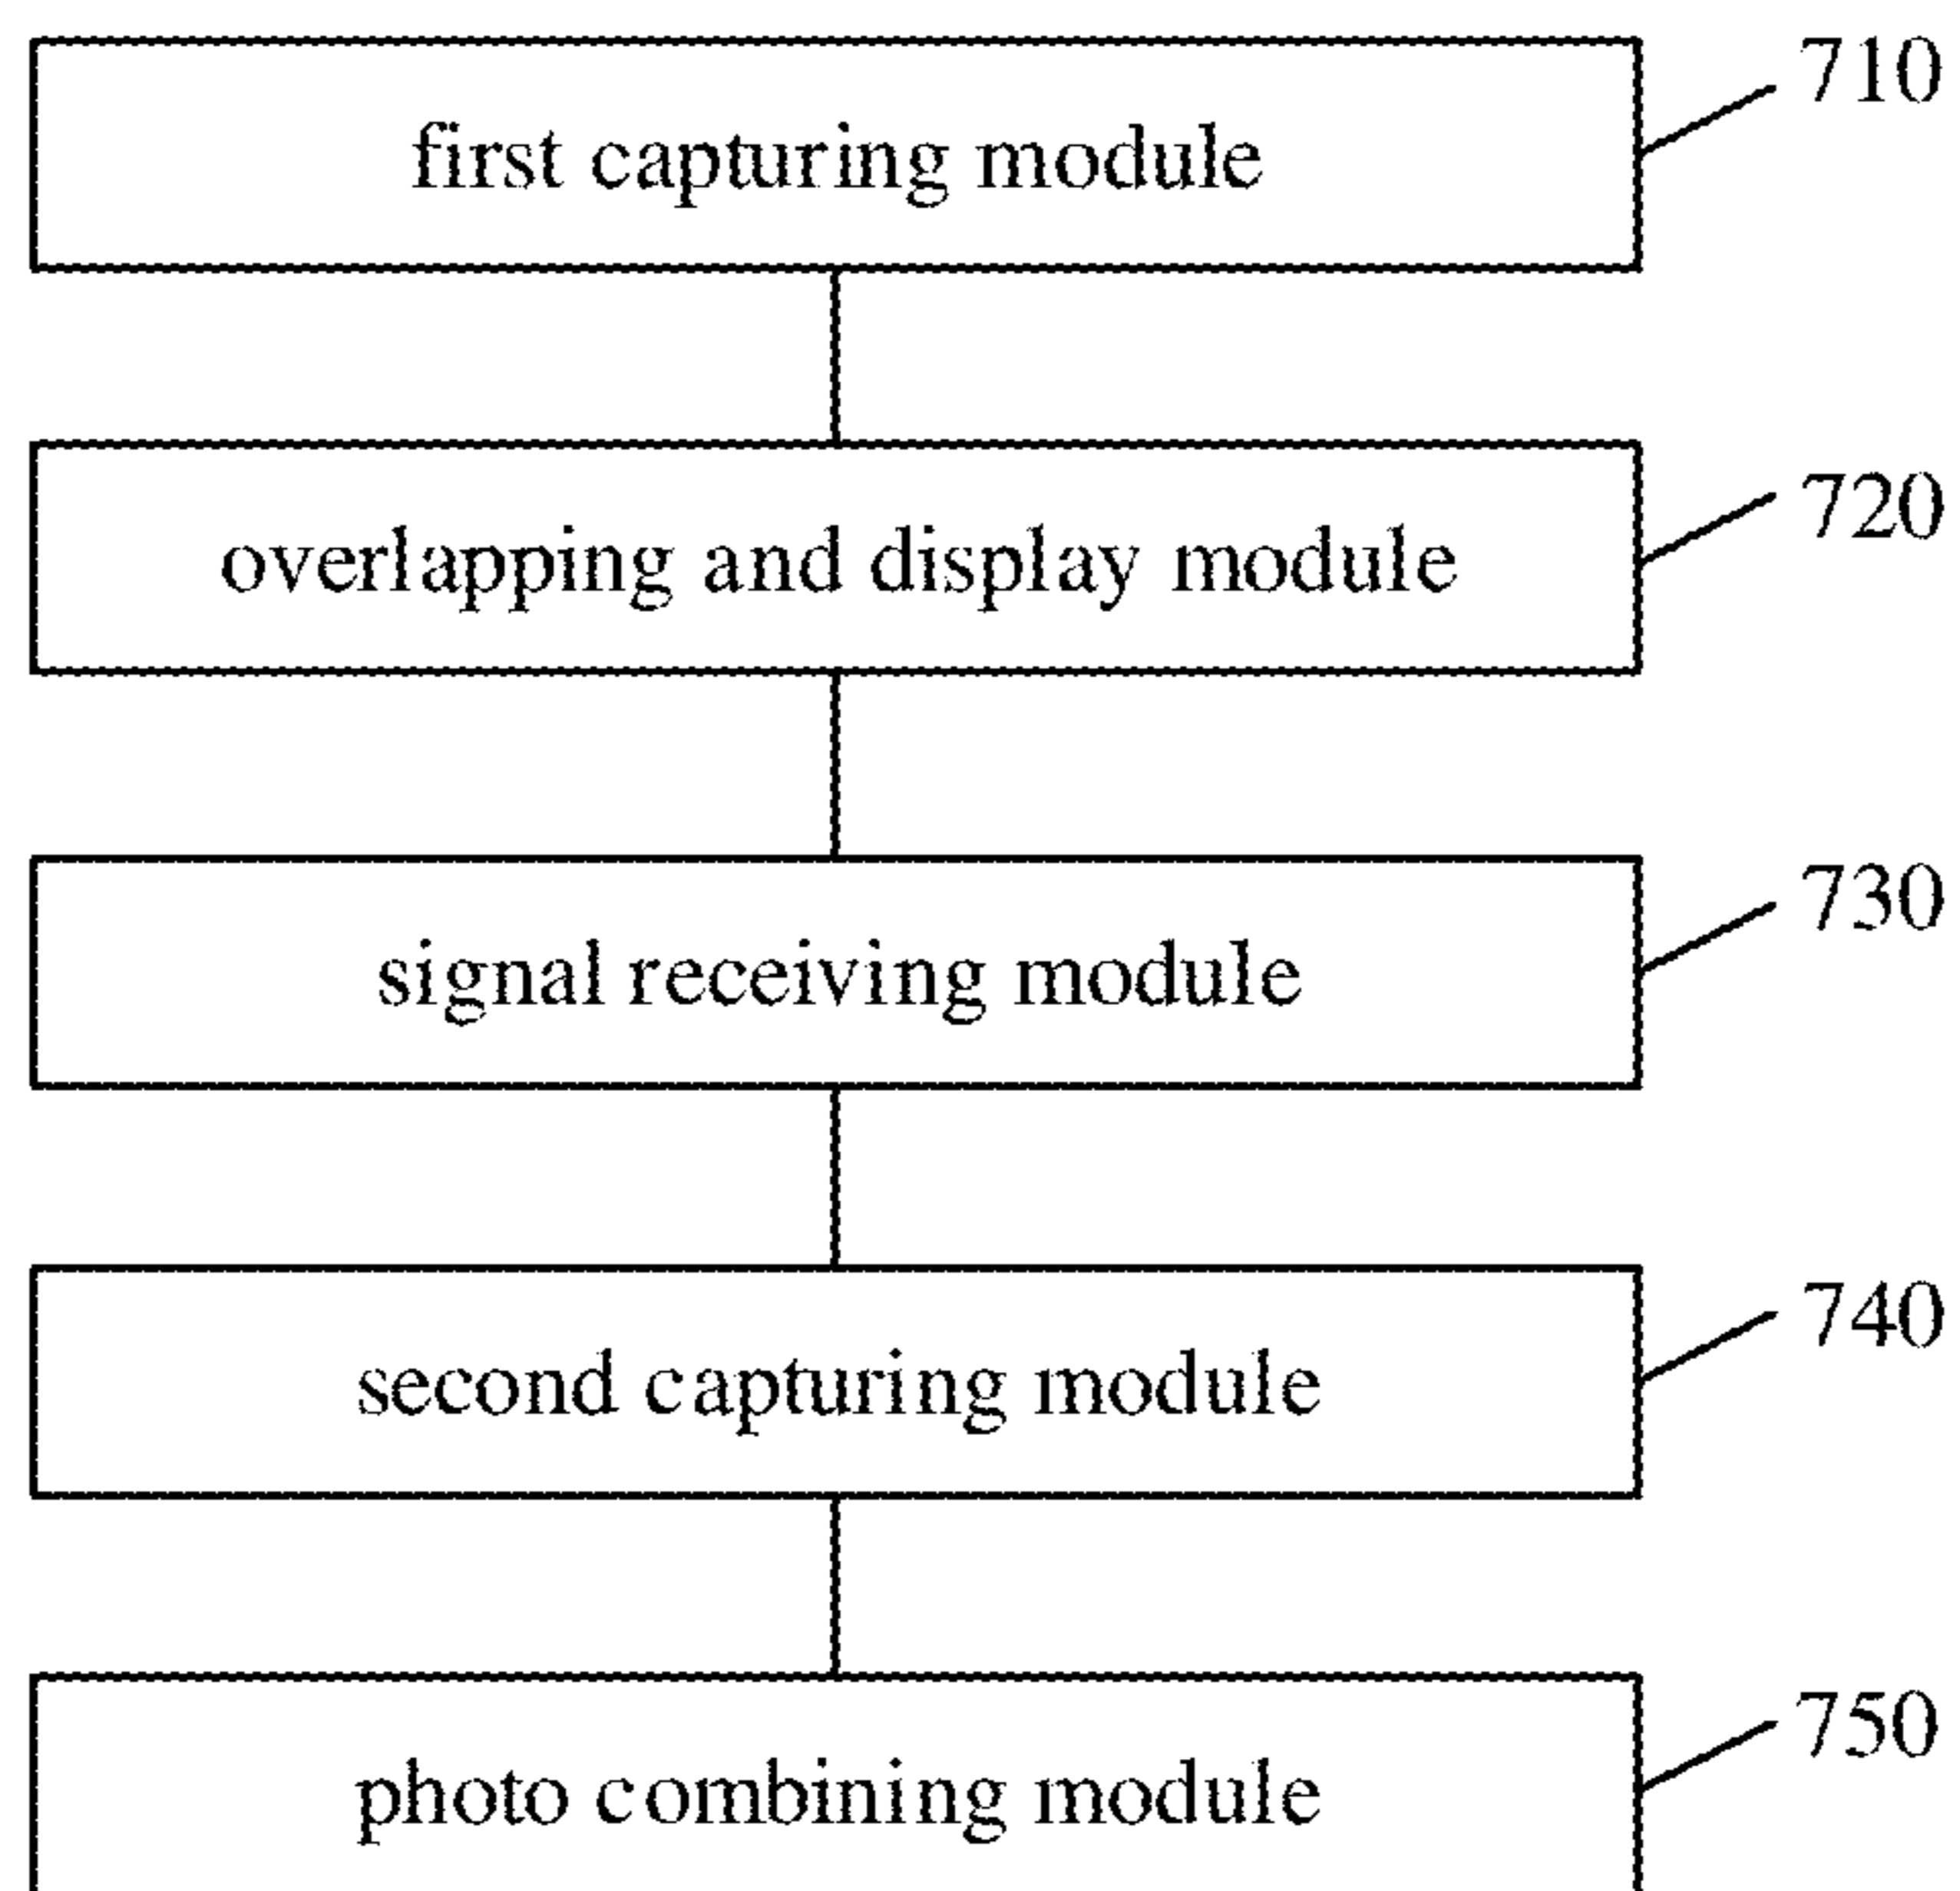 first capturing module
710
overlapping and display module
720
signal receiving module
730
second capturing module
740
photo combining module
750